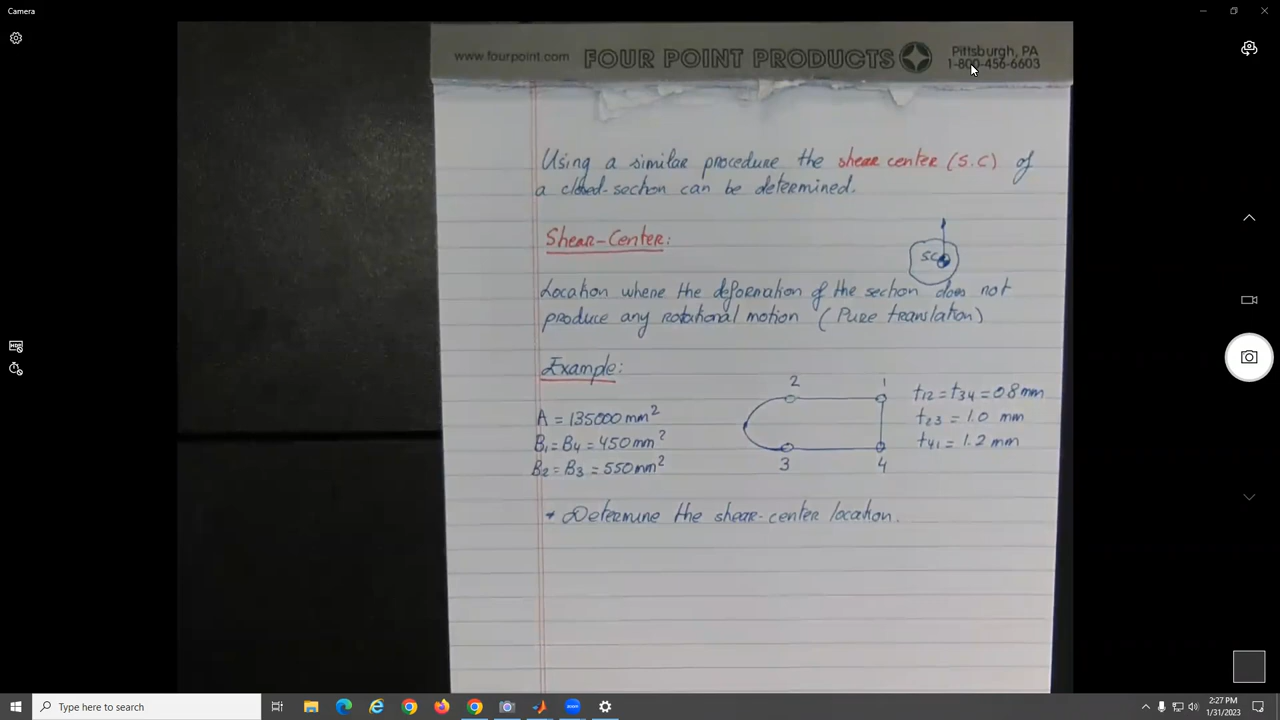 Camera
www.fourpoint.com FOUR POINT PRODUCTS Pittsburgh, PA
1-800-456-6603
Using a similar procedure the shear center (S.C) of
a closed-section can be determined.
Shear-Center:
SC
Location where the deformation of the section does not
produce any rotational motion (Pure translation)
Example:
2 1
A = 135000 mm²
B₁ = B₄ = 450 mm²
B₂ = B₃ = 550 mm²
3 4
t₁₂ = t₃₄ = 0.8 mm
t₂₃ = 1.0 mm
t₄₁ = 1.2 mm
* Determine the shear-center location.
Type here to search
2:27 PM
1/31/2023